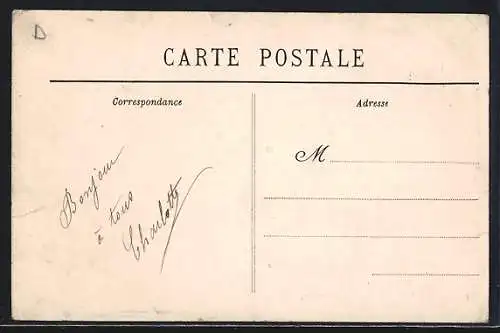 D
CARTE POSTALE
Correspondance
Adresse
M
Bonjour
à tous
Charlotte